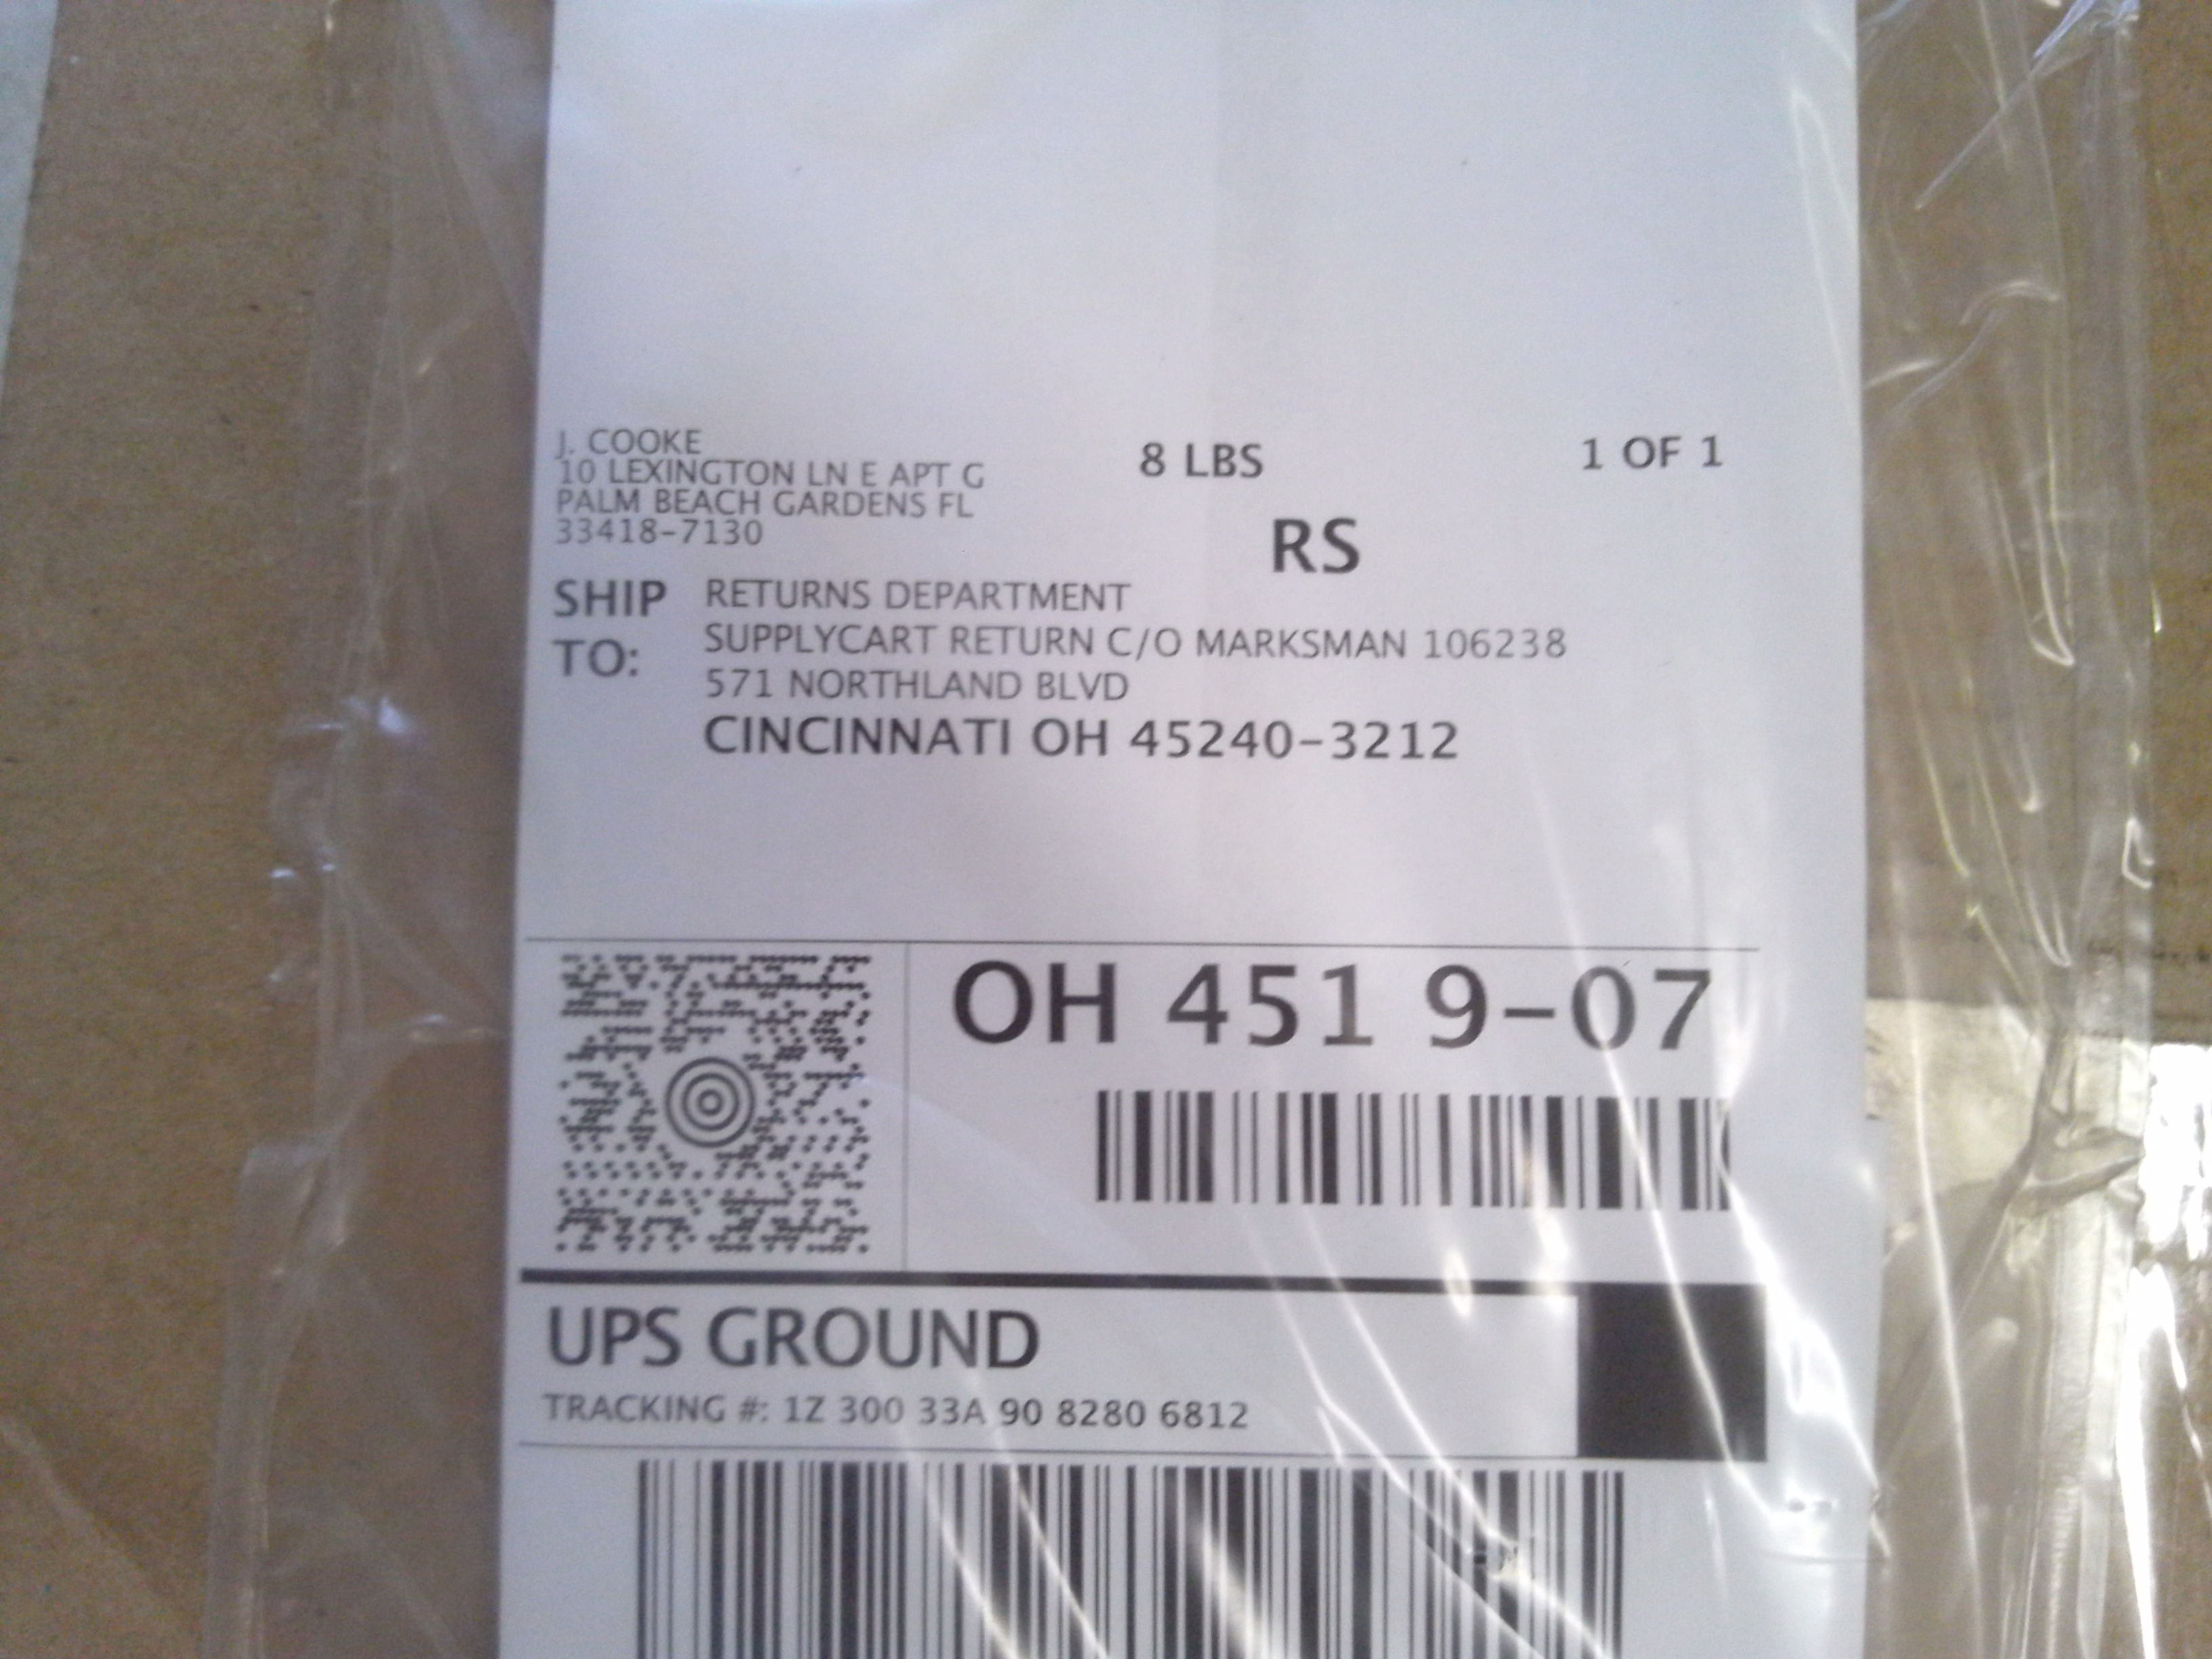 J. COOKE
10 LEXINGTON LN E APT G
PALM BEACH GARDENS FL
33418-7130
8 LBS
1 OF 1
RS
SHIP TO:
RETURNS DEPARTMENT
SUPPLYCART RETURN C/O MARKSMAN 106238
571 NORTHLAND BLVD
CINCINNATI OH 45240-3212
OH 451 9-07
UPS GROUND
TRACKING #: 1Z 300 33A 90 8280 6812